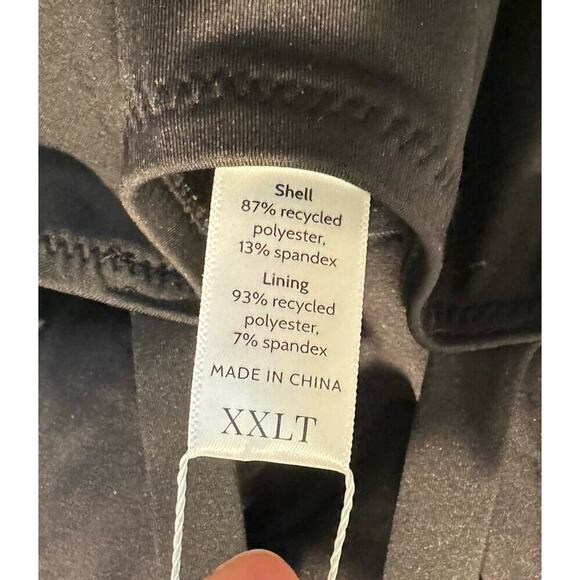 Shell
87% recycled
polyester,
13% spandex
Lining
93% recycled
polyester,
7% spandex
MADE IN CHINA
XXLT